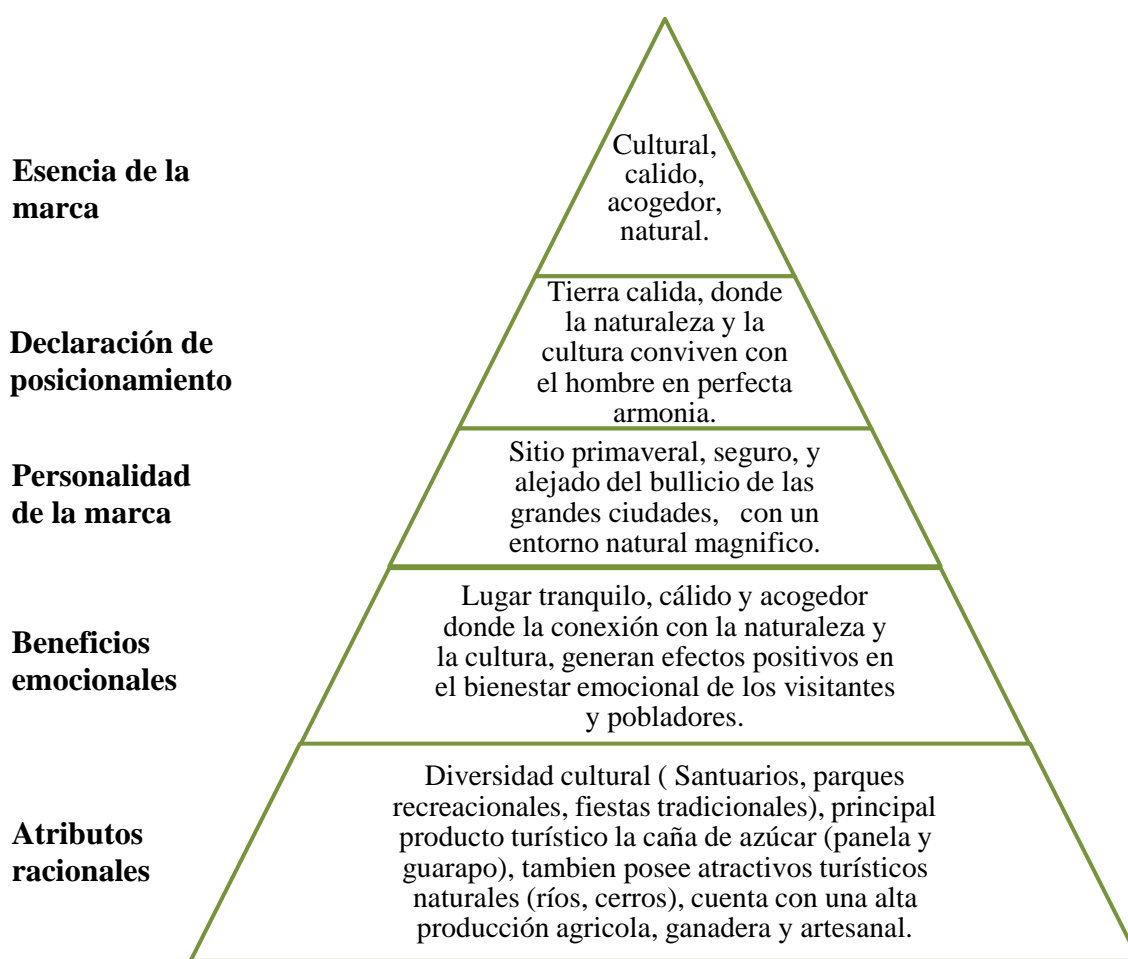 Esencia de la
marca
Cultural,
calido,
acogedor,
natural.
Declaración de
posicionamiento
Tierra calida, donde
la naturaleza y la
cultura conviven con
el hombre en perfecta
armonia.
Personalidad
de la marca
Sitio primaveral, seguro, y
alejado del bullicio de las
grandes ciudades, con un
entorno natural magnifico.
Beneficios
emocionales
Lugar tranquilo, cálido y acogedor
donde la conexión con la naturaleza y
la cultura, generan efectos positivos en
el bienestar emocional de los visitantes
y pobladores.
Atributos
racionales
Diversidad cultural ( Santuarios, parques
recreacionales, fiestas tradicionales), principal
producto turístico la caña de azúcar (panela y
guarapo), tambien posee atractivos turísticos
naturales (ríos, cerros), cuenta con una alta
producción agricola, ganadera y artesanal.